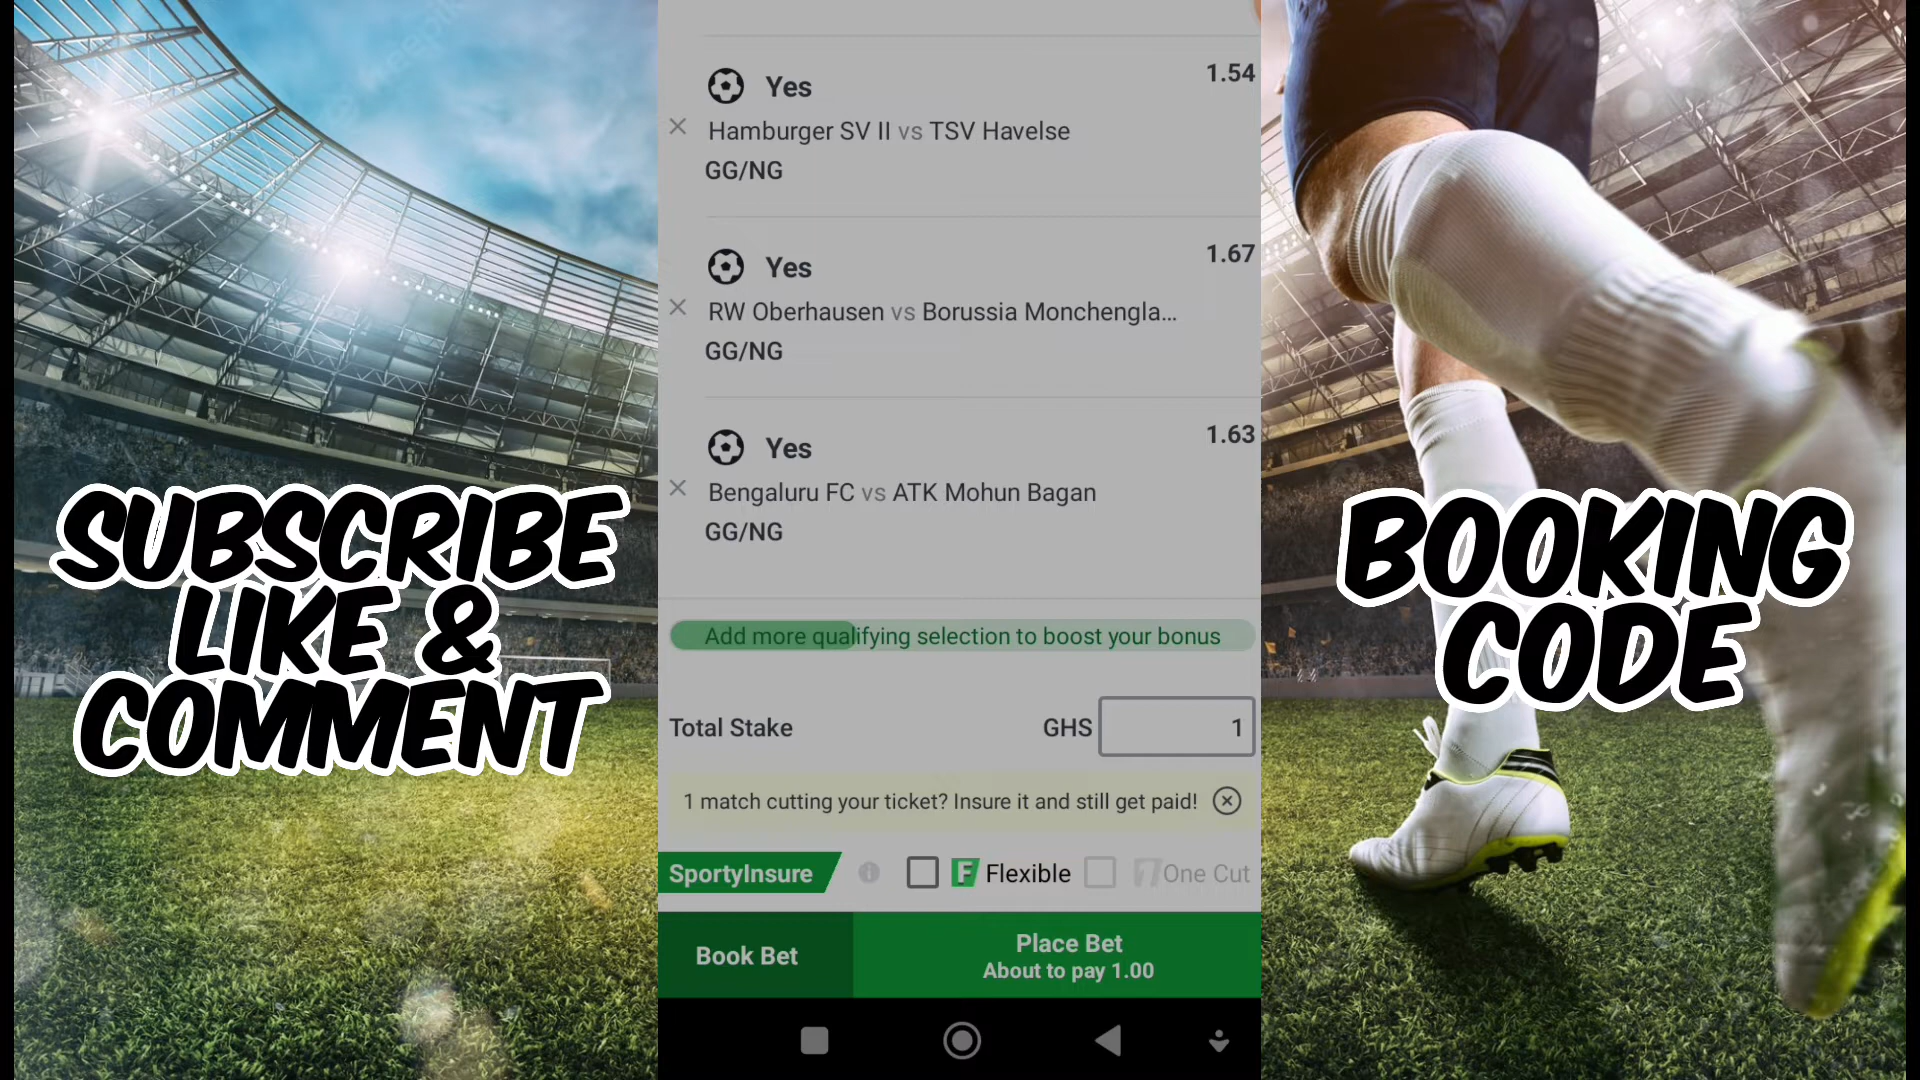 SUBSCRIBE
LIKE &
COMMENT
Yes
1.54
Hamburger SV II vs TSV Havelse
GG/NG
Yes
1.67
RW Oberhausen vs Borussia Monchengla...
GG/NG
Yes
1.63
Bengaluru FC vs ATK Mohun Bagan
GG/NG
Add more qualifying selection to boost your bonus
Total Stake GHS 1
1 match cutting your ticket? Insure it and still get paid!
SportyInsure F Flexible 1 One Cut
Book Bet
Place Bet
About to pay 1.00
BOOKING
CODE